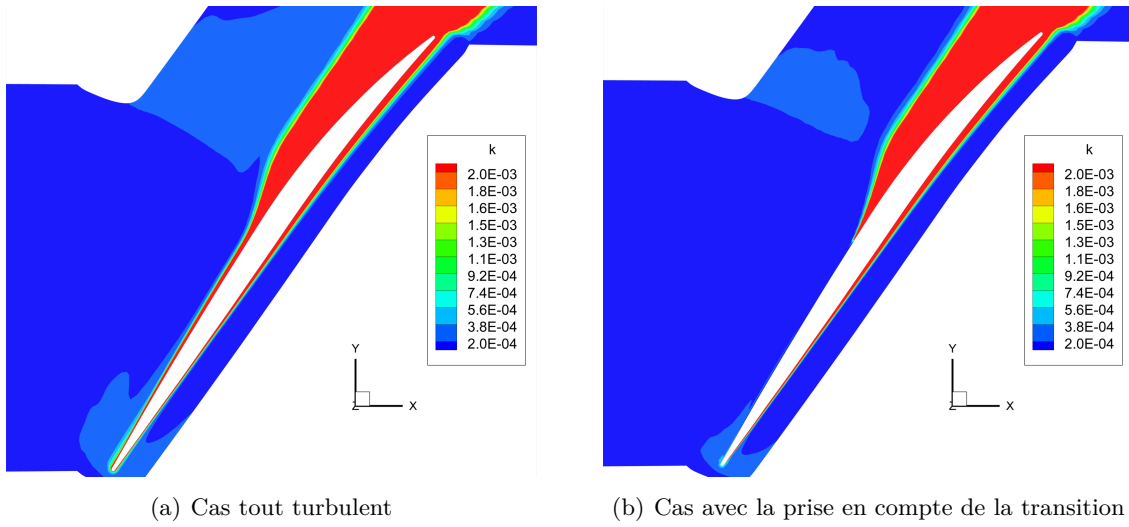 k
2.0E-03
1.8E-03
1.6E-03
1.5E-03
1.3E-03
1.1E-03
9.2E-04
7.4E-04
5.6E-04
3.8E-04
2.0E-04
Y
Z
X
k
2.0E-03
1.8E-03
1.6E-03
1.5E-03
1.3E-03
1.1E-03
9.2E-04
7.4E-04
5.6E-04
3.8E-04
2.0E-04
Y
Z
X
(a) Cas tout turbulent
(b) Cas avec la prise en compte de la transition